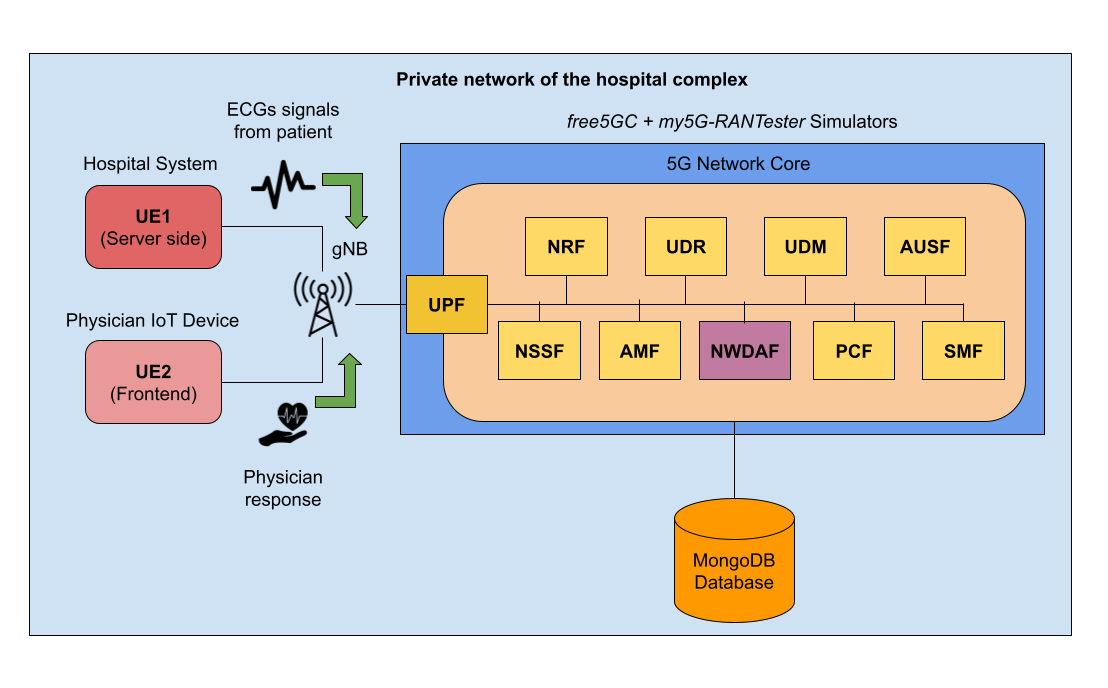 Private network of the hospital complex
ECGs signals
from patient
free5GC + my5G-RANTester Simulators
Hospital System
5G Network Core
UE1
(Server side)
gNB
NRF
UDR
UDM
AUSF
UPF
Physician IoT Device
UE2
(Frontend)
NSSF
AMF
NWDAF
PCF
SMF
Physician
response
MongoDB
Database